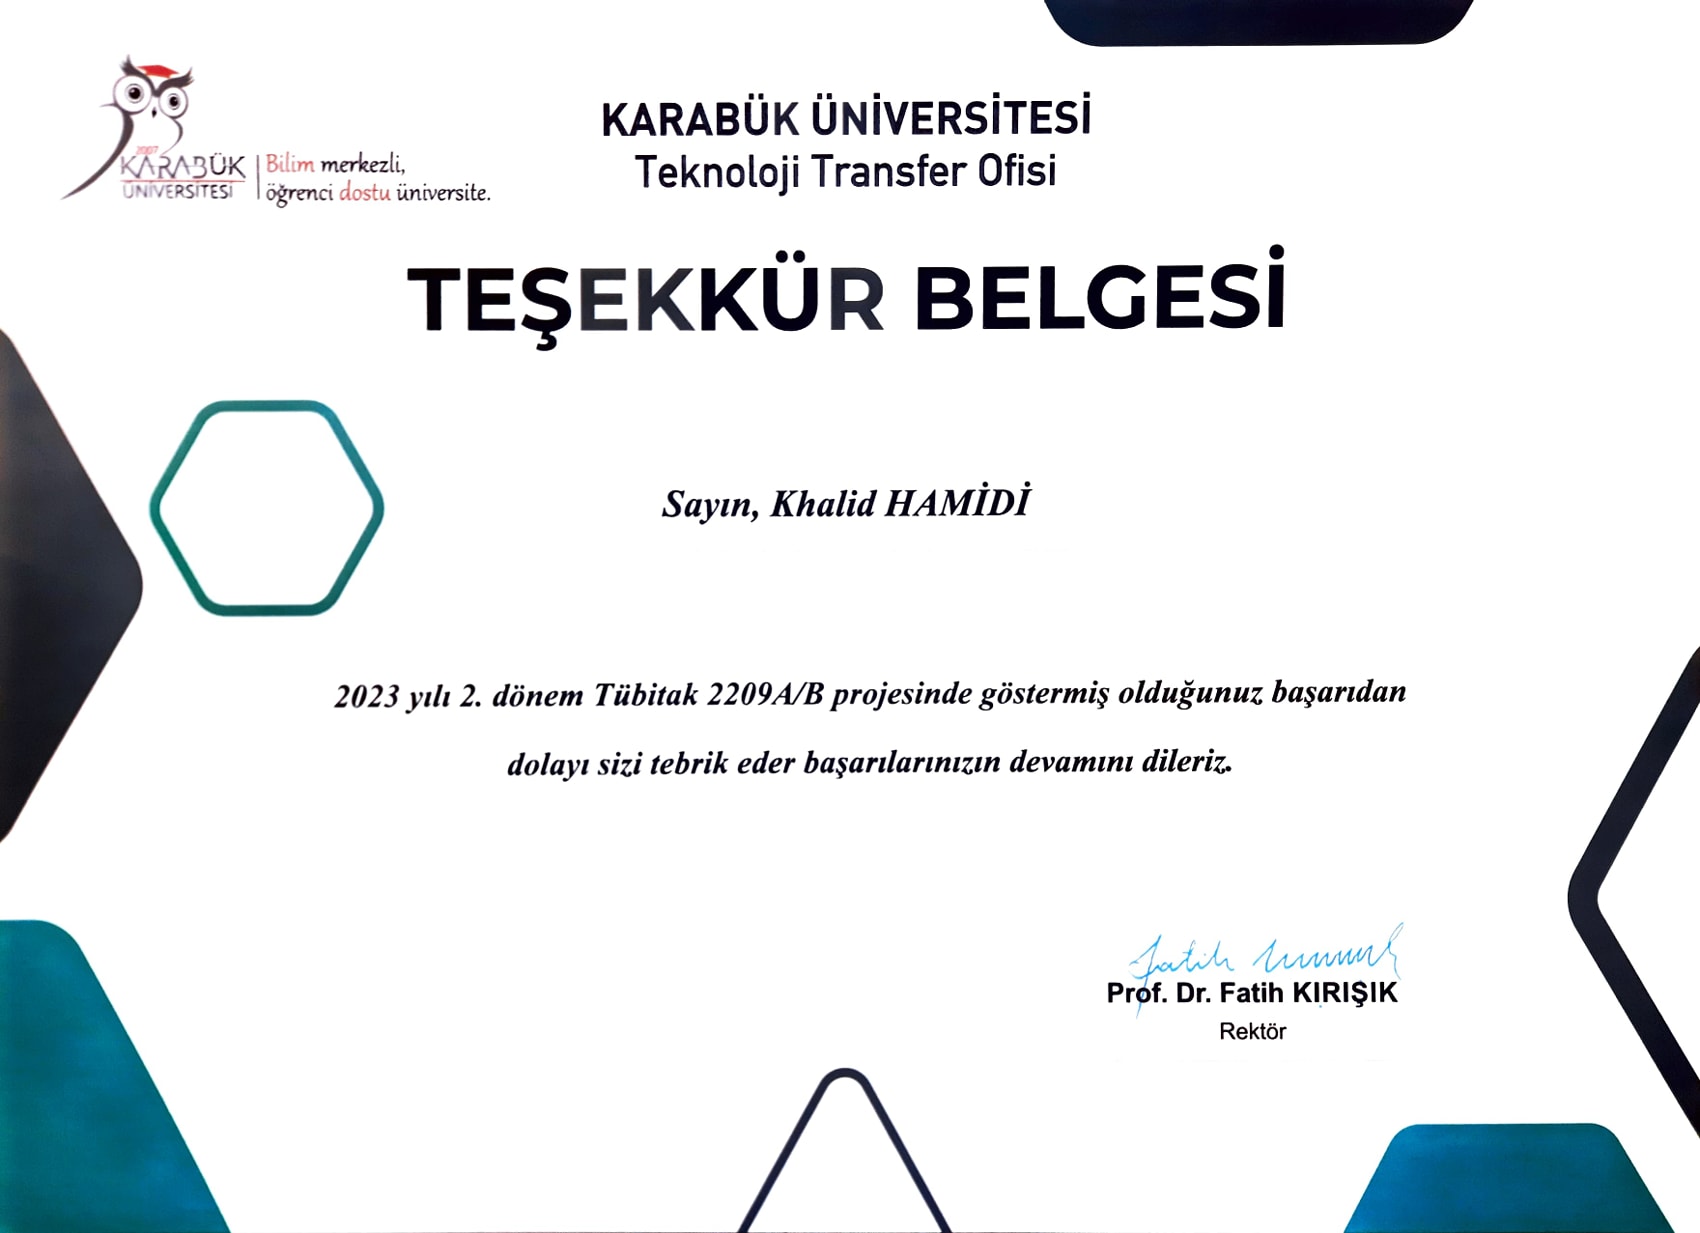 2007
KARABÜK
ÜNİVERSİTESİ
Bilim merkezli,
öğrenci dostu üniversite.
KARABÜK ÜNİVERSİTESİ
Teknoloji Transfer Ofisi
TEŞEKKÜR BELGESİ
Sayın, Khalid HAMİDİ
2023 yılı 2. dönem Tübitak 2209A/B projesinde göstermiş olduğunuz başarıdan
dolayı sizi tebrik eder başarılarınızın devamını dileriz.
Prof. Dr. Fatih KIRIŞIK
Rektör